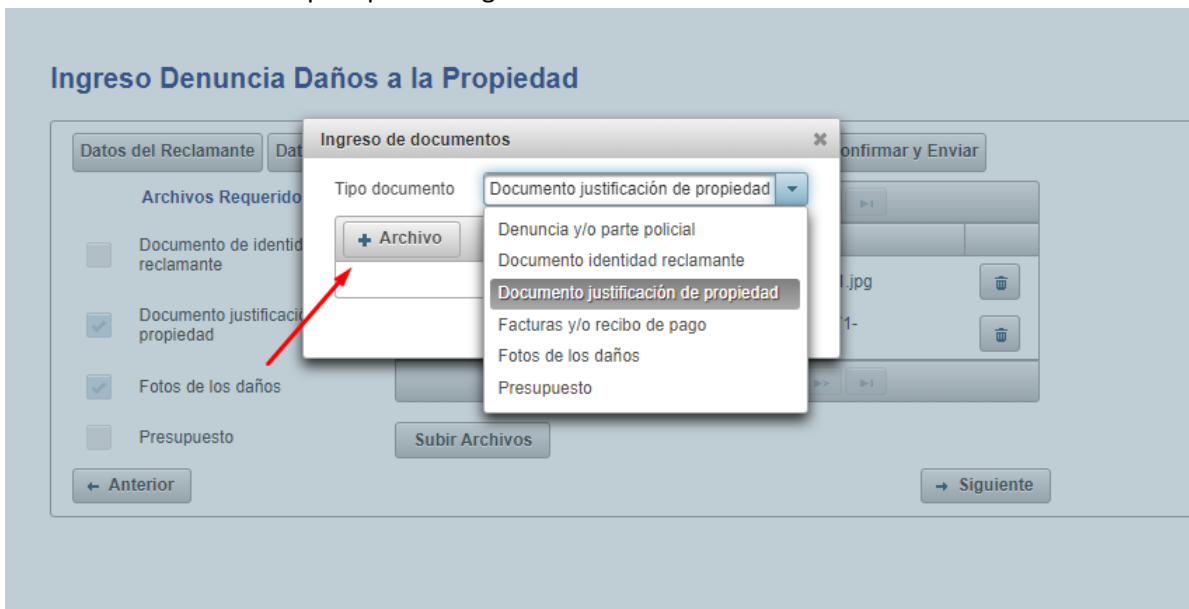 Ingreso Denuncia Daños a la Propiedad
Ingreso de documentos
Datos del Reclamante
Dat
onfirmar y Enviar
Archivos Requerido
Tipo documento
Documento justificación de propiedad
+ Archivo
Denuncia y/o parte policial
Documento identidad reclamante
Documento justificación de propiedad
Facturas y/o recibo de pago
Fotos de los daños
Presupuesto
Documento de identid
reclamante
.jpg
Documento justificació
propiedad
1-
Fotos de los daños
Presupuesto
Subir Archivos
← Anterior
→ Siguiente